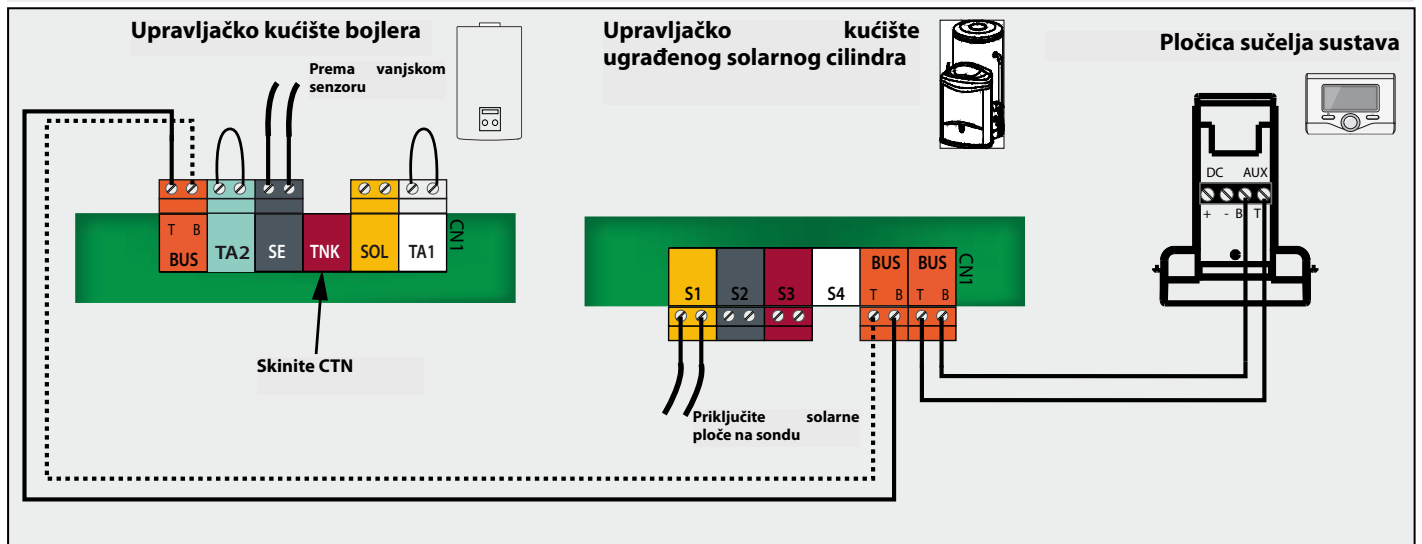 Upravljačko kućište bojlera
Prema vanjskom
senzoru
T B
BUS
TA2
SE
TNK
SOL
TA1
CN1
Skinite CTN
Upravljačko kućište
ugrađenog solarnog cilindra
S1
S2
S3
S4
BUS
T B
BUS
T B
CN1
Priključite solarne
ploče na sondu
Pločica sučelja sustava
DC AUX
+ - B T